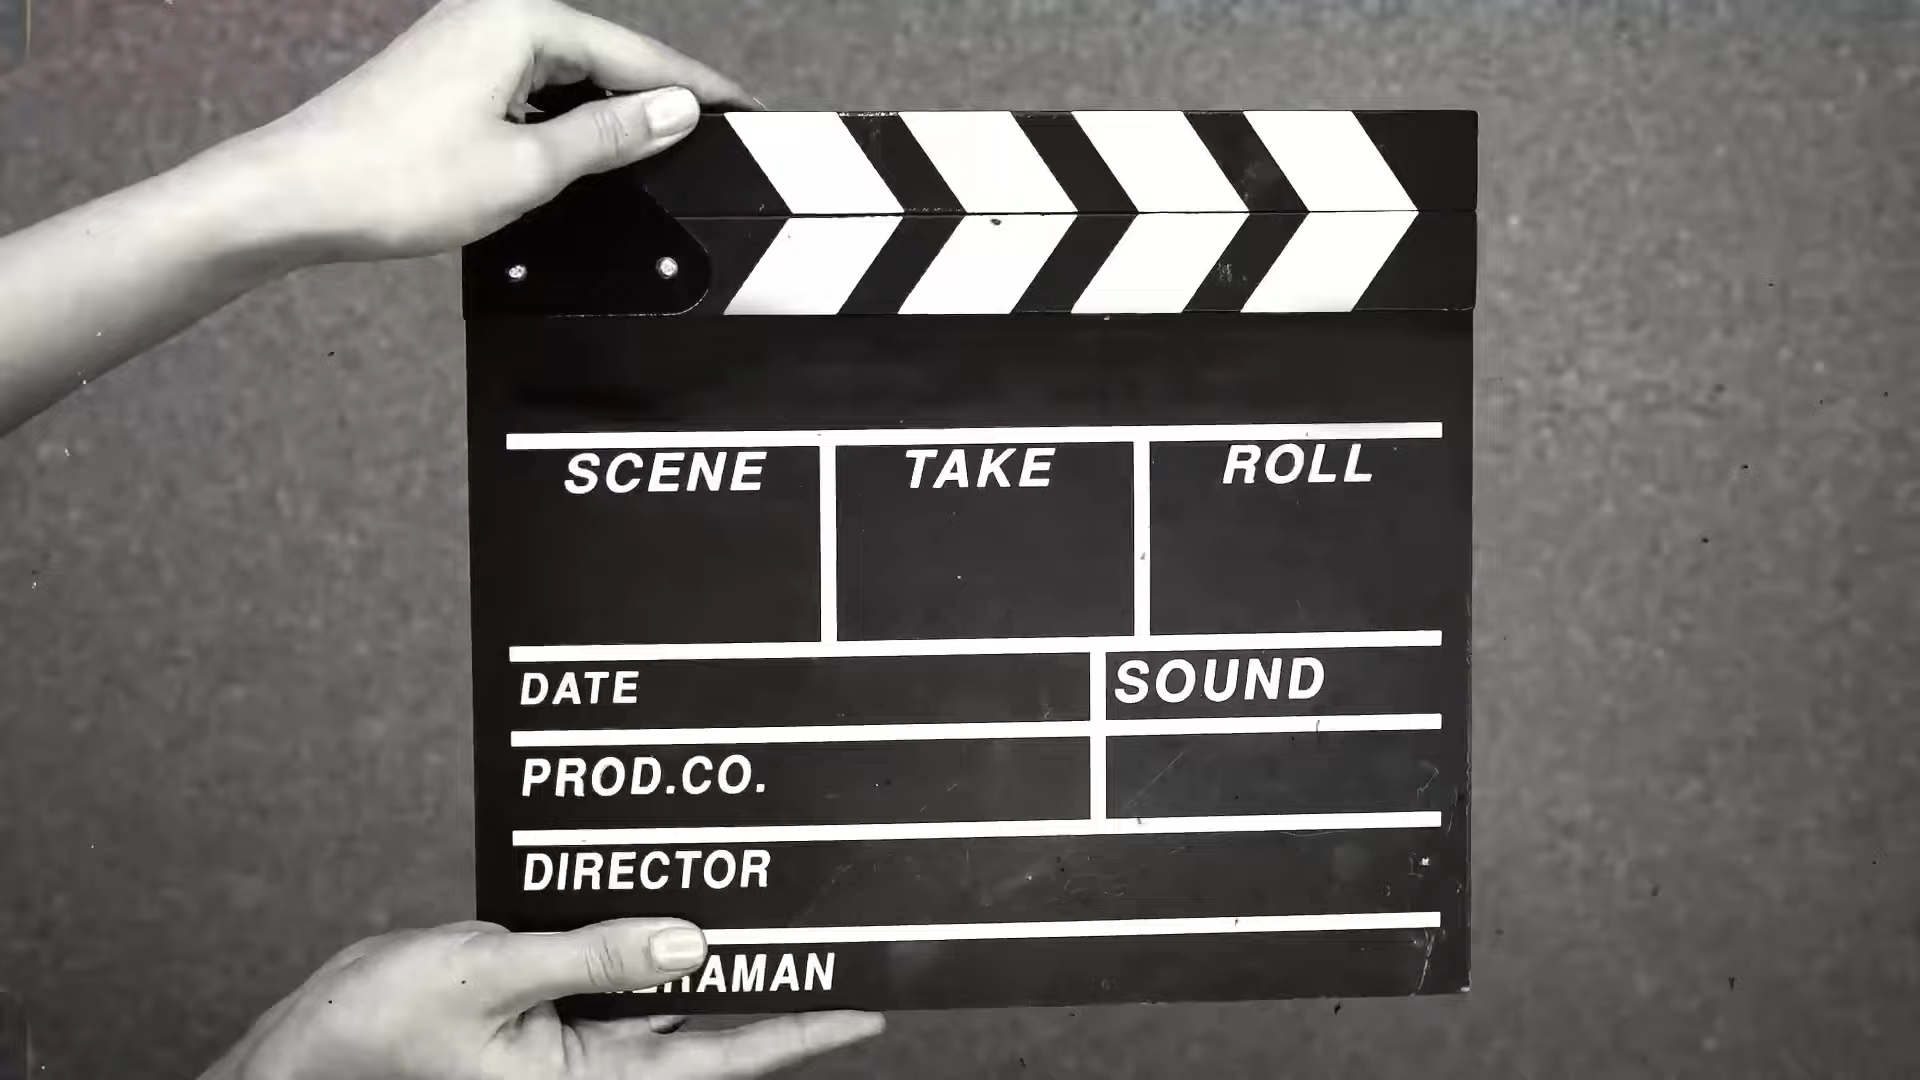 SCENE TAKE ROLL
DATE SOUND
PROD.CO.
DIRECTOR